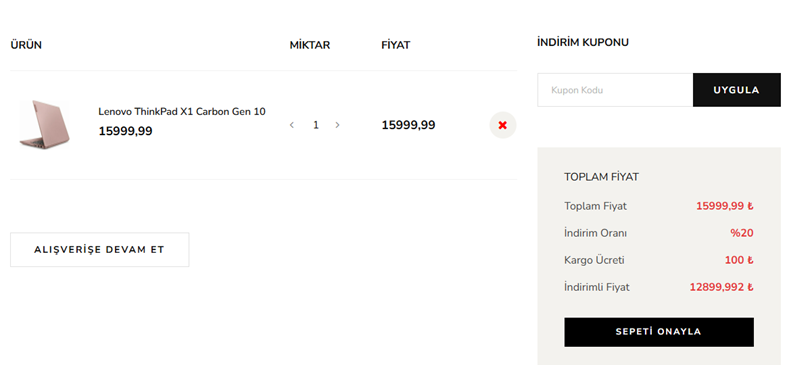 ÜRÜN MİKTAR FİYAT
Lenovo ThinkPad X1 Carbon Gen 10
15999,99
1
15999,99
ALIŞVERİŞE DEVAM ET
İNDİRİM KUPONU
Kupon Kodu
UYGULA
TOPLAM FİYAT
Toplam Fiyat 15999,99 ₺
İndirim Oranı %20
Kargo Ücreti 100 ₺
İndirimli Fiyat 12899,992 ₺
SEPETİ ONAYLA